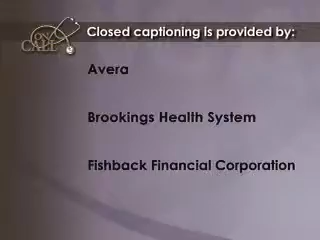 Closed captioning is provided by:
ON
CALL
Avera
Brookings Health System
Fishback Financial Corporation